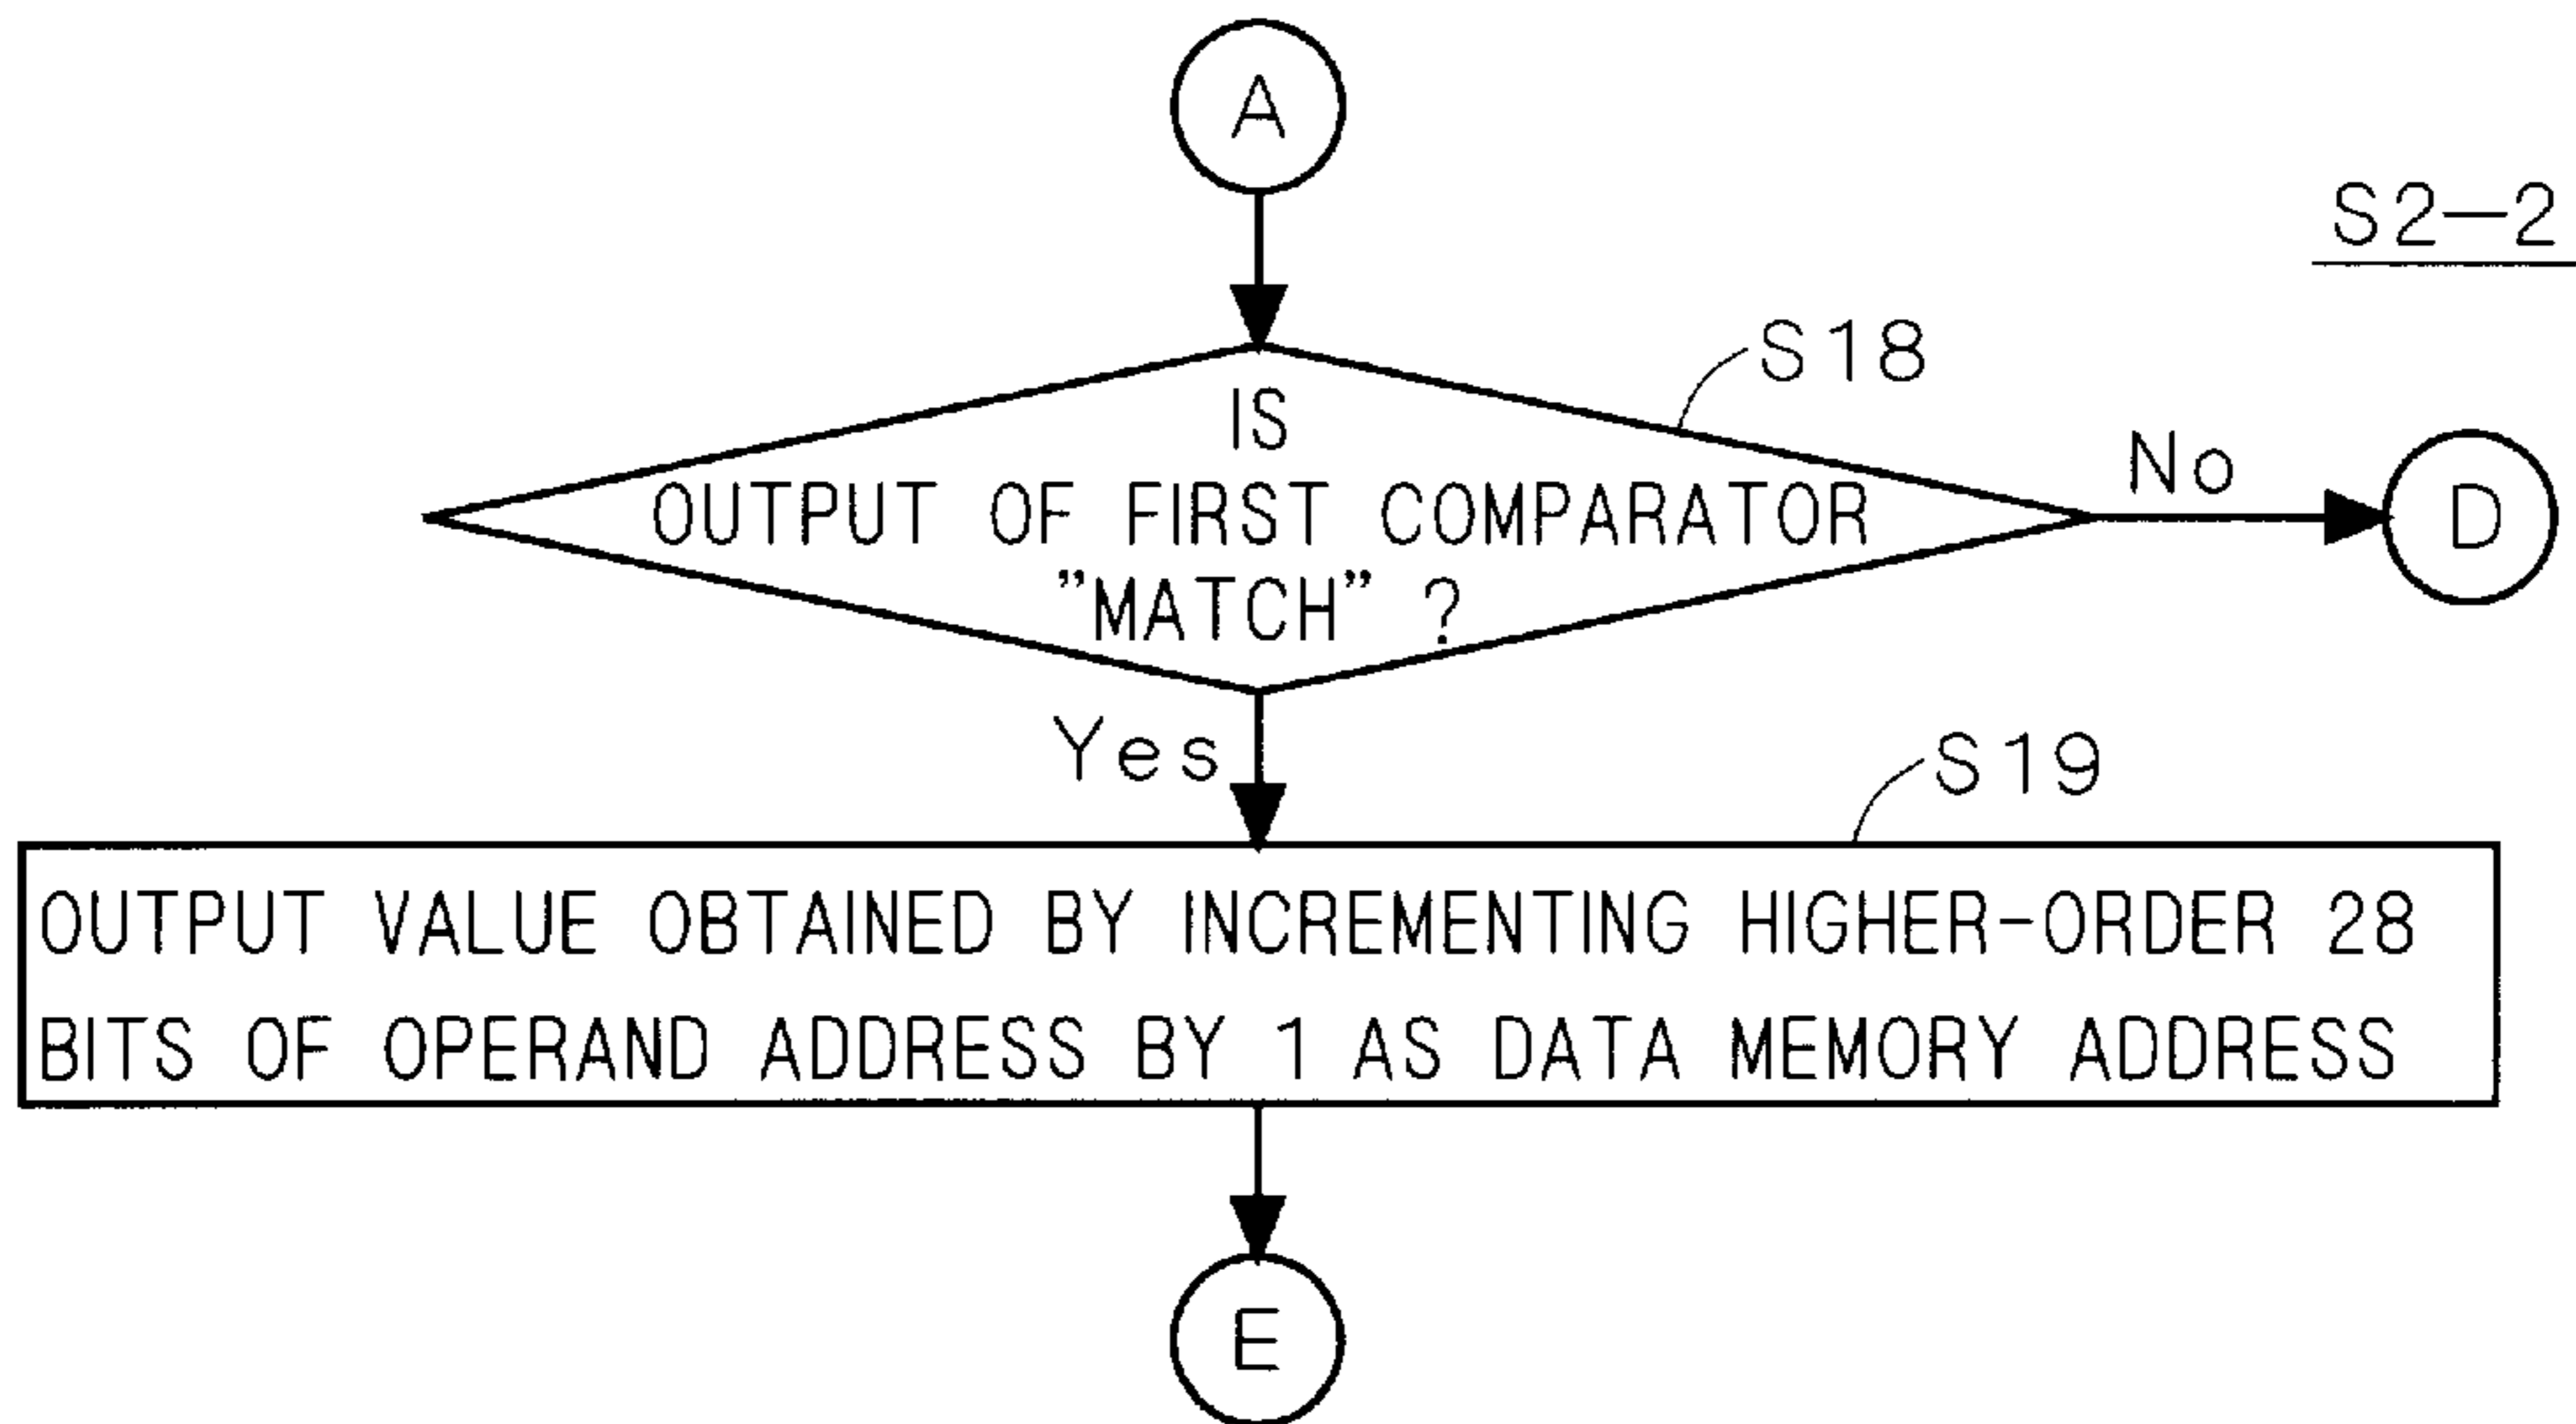 A
S2-2
S18
IS
OUTPUT OF FIRST COMPARATOR
"MATCH" ?
No
D
Yes
S19
OUTPUT VALUE OBTAINED BY INCREMENTING HIGHER-ORDER 28
BITS OF OPERAND ADDRESS BY 1 AS DATA MEMORY ADDRESS
E